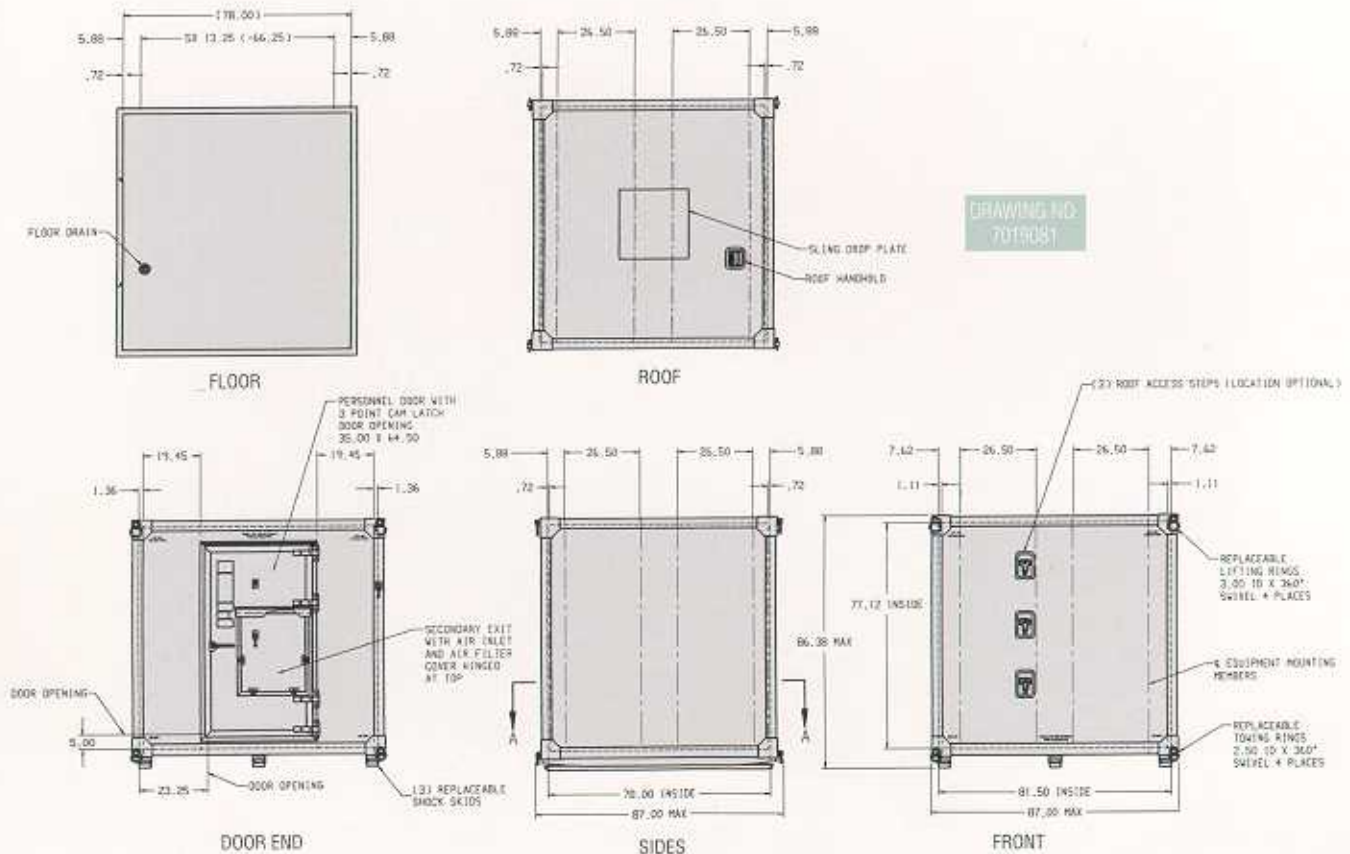 (78.00)
5.88
5X 13.25 (=66.25)
5.88
.72
.72
FLOOR DRAIN
FLOOR
5.88
26.50
26.50
5.88
.72
.72
SLING DROP PLATE
ROOF HANDHOLD
ROOF
DRAWING NO.
7019081
PERSONNEL DOOR WITH
3 POINT CAM LATCH
DOOR OPENING
35.00 X 64.50
19.45
19.45
1.36
1.36
SECONDARY EXIT
WITH AIR INLET
AND AIR FILTER
COVER HINGED
AT TOP
DOOR OPENING
5.00
23.25
DOOR OPENING
(3) REPLACEABLE
SHOCK SKIDS
DOOR END
5.88
26.50
26.50
5.88
.72
.72
A
A
78.00 INSIDE
87.00 MAX
SIDES
(3) ROOF ACCESS STEPS (LOCATION OPTIONAL)
7.62
26.50
26.50
7.62
1.11
1.11
77.12 INSIDE
86.38 MAX
REPLACEABLE
LIFTING RINGS
3.00 ID X 360°
SWIVEL 4 PLACES
℄ EQUIPMENT MOUNTING
MEMBERS
REPLACEABLE
TOWING RINGS
2.50 ID X 360°
SWIVEL 4 PLACES
81.50 INSIDE
87.00 MAX
FRONT